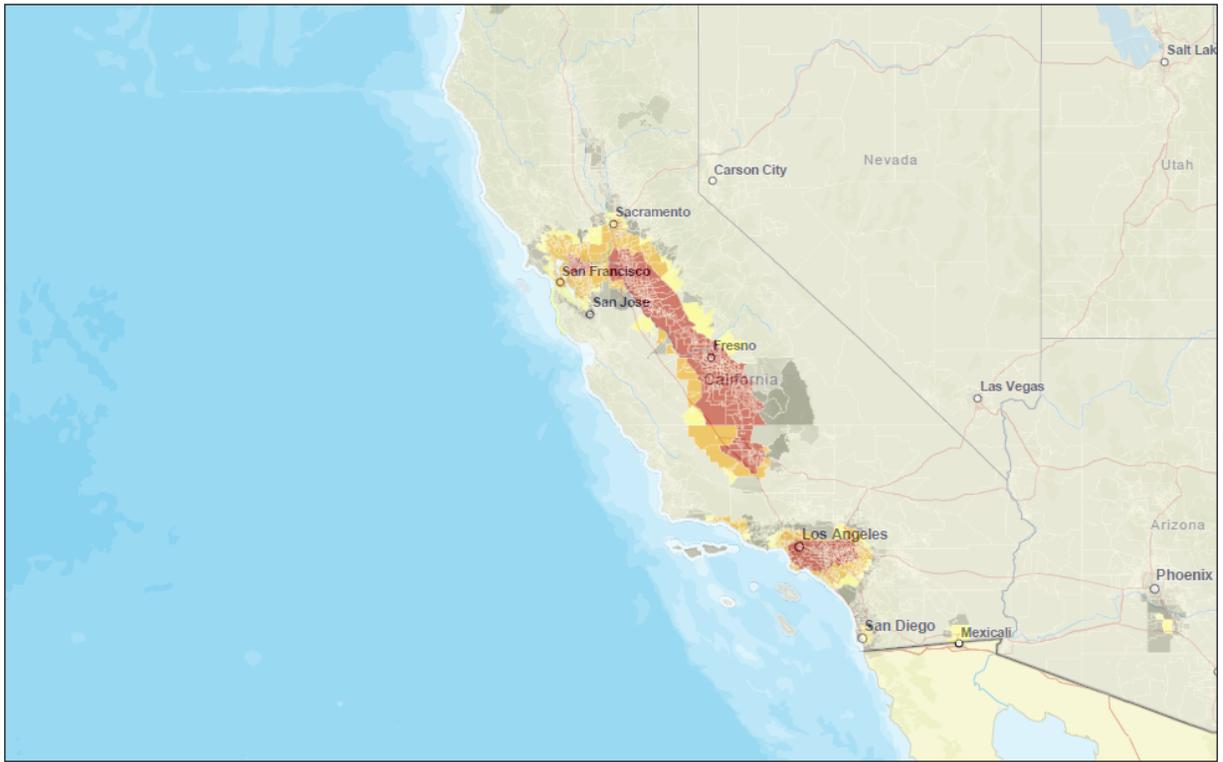 Salt Lak
Nevada
Carson City
Utah
Sacramento
San Francisco
San Jose
Fresno
California
Las Vegas
Arizona
Los Angeles
Phoenix
San Diego
Mexicali